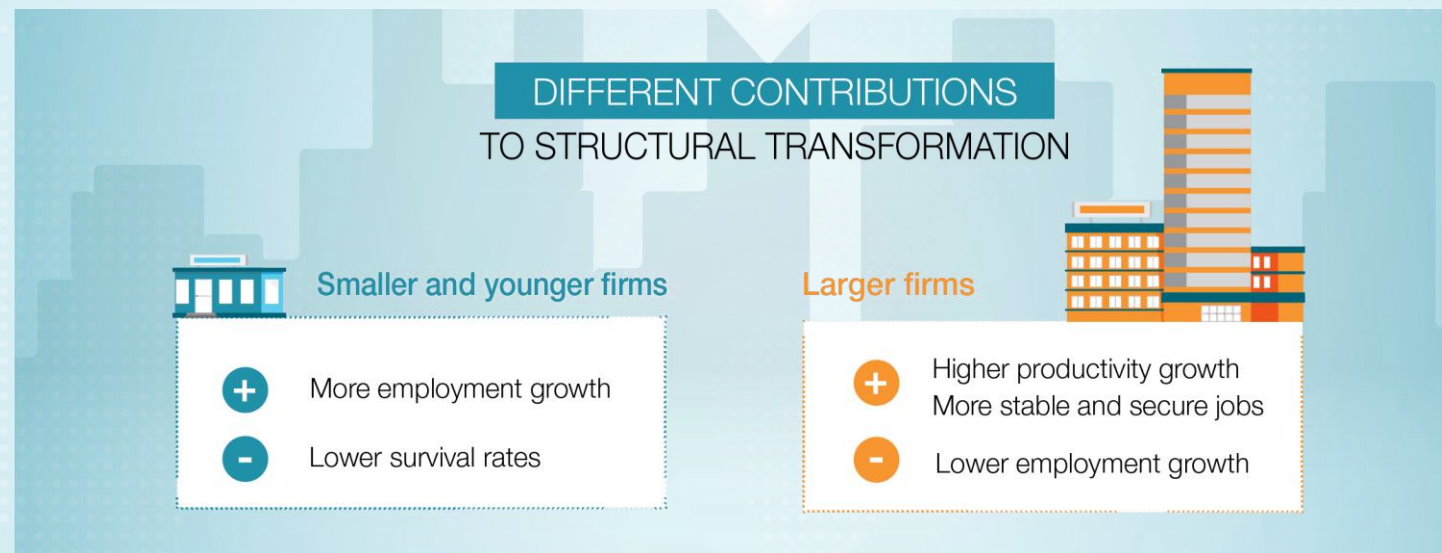 DIFFERENT CONTRIBUTIONS
TO STRUCTURAL TRANSFORMATION
Smaller and younger firms
+
More employment growth
-
Lower survival rates
Larger firms
+
Higher productivity growth
More stable and secure jobs
-
Lower employment growth